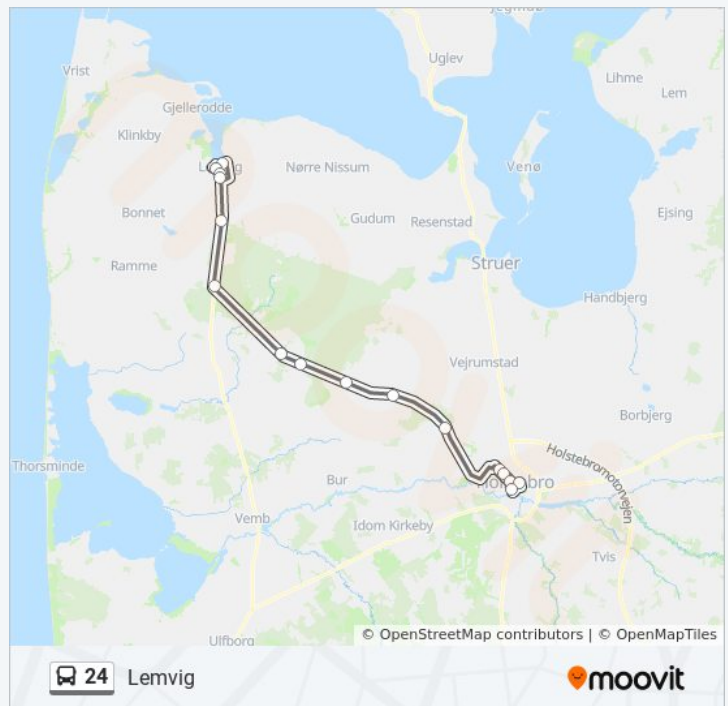 Jegindø
Vrist
Uglev
Lihme
Lem
Gjellerodde
Klinkby
Nørre Nissum
Venø
Bonnet
Gudum
Resenstad
Ejsing
Ramme
Struer
Handbjerg
Vejrumstad
Borbjerg
Thorsminde
Holstebromotorvejen
Bur
Vemb
Idom Kirkeby
Tvis
Ulfborg
© OpenStreetMap contributors | © OpenMapTiles
24 Lemvig
moovit